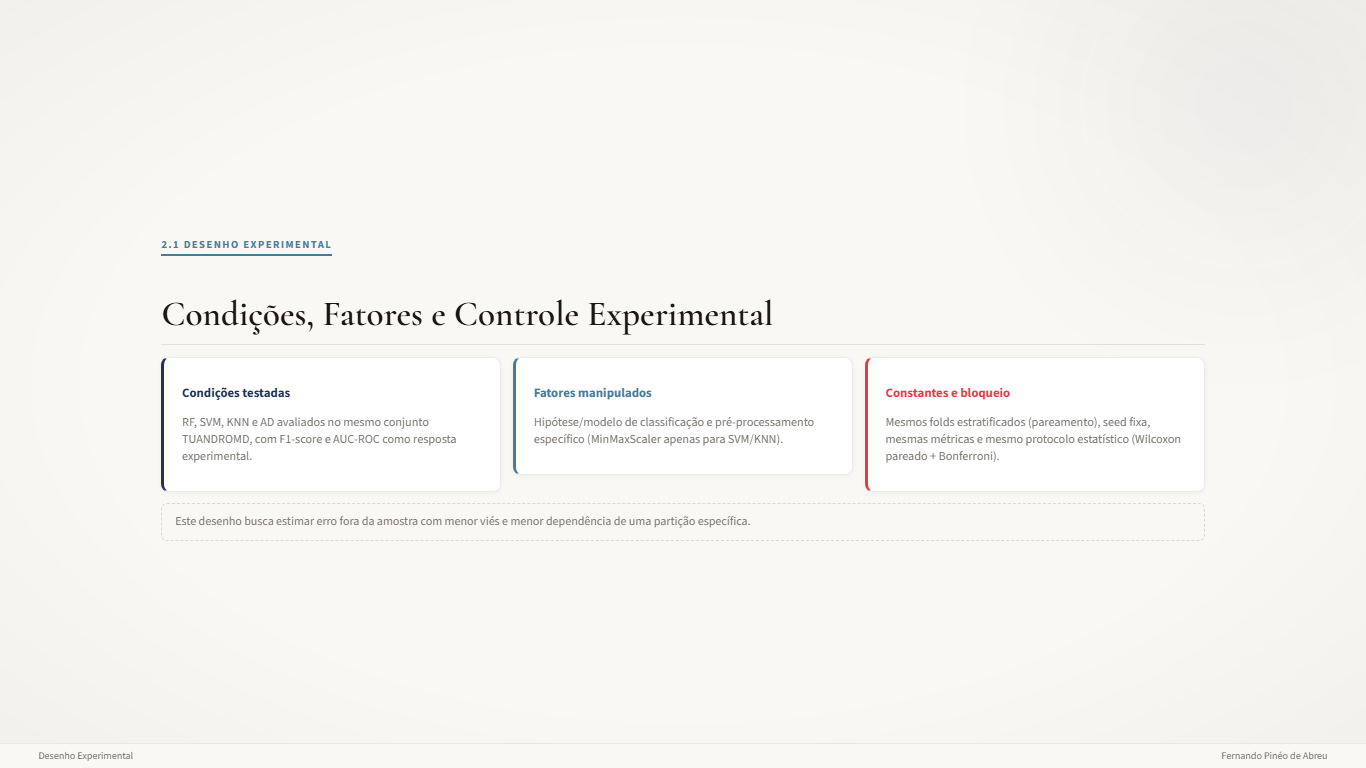 2.1 DESENHO EXPERIMENTAL
Condições, Fatores e Controle Experimental
Condições testadas
RF, SVM, KNN e AD avaliados no mesmo conjunto
TUANDROMD, com F1-score e AUC-ROC como resposta
experimental.
Fatores manipulados
Hipótese/modelo de classificação e pré-processamento
específico (MinMaxScaler apenas para SVM/KNN).
Constantes e bloqueio
Mesmos folds estratificados (pareamento), seed fixa,
mesmas métricas e mesmo protocolo estatístico (Wilcoxon
pareado + Bonferroni).
Este desenho busca estimar erro fora da amostra com menor viés e menor dependência de uma partição específica.
Desenho Experimental
Fernando Pinéo de Abreu